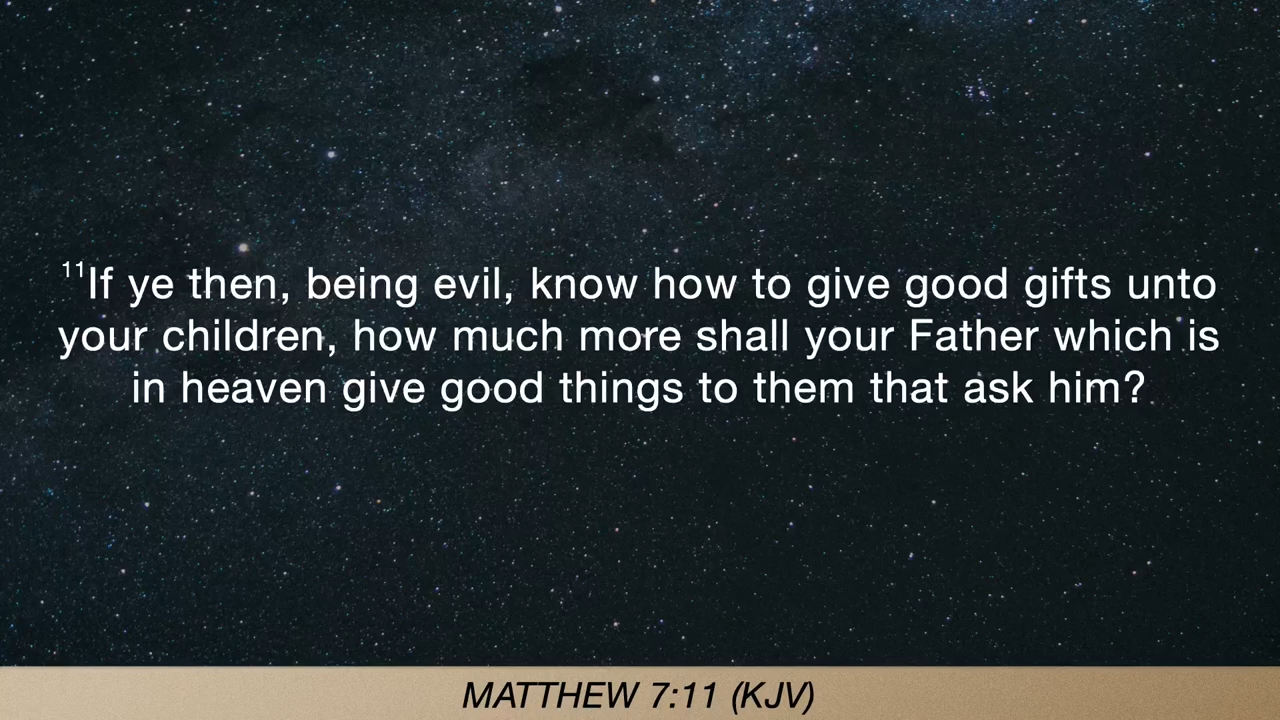 11If ye then, being evil, know how to give good gifts unto
your children, how much more shall your Father which is
in heaven give good things to them that ask him?
MATTHEW 7:11 (KJV)